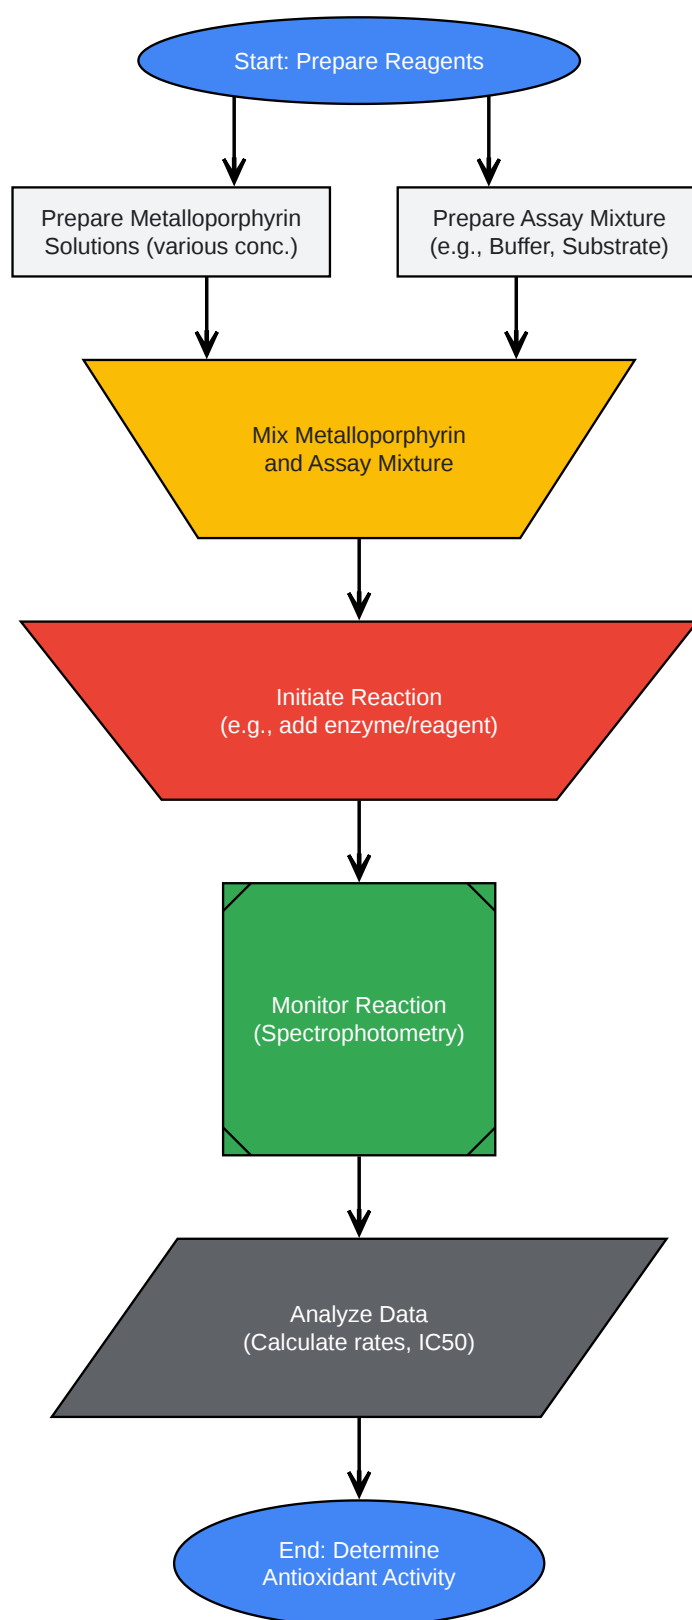 Start: Prepare Reagents
Prepare Metalloporphyrin
Solutions (various conc.)
Prepare Assay Mixture
(e.g., Buffer, Substrate)
Mix Metalloporphyrin
and Assay Mixture
Initiate Reaction
(e.g., add enzyme/reagent)
Monitor Reaction
(Spectrophotometry)
Analyze Data
(Calculate rates, IC50)
End: Determine
Antioxidant Activity